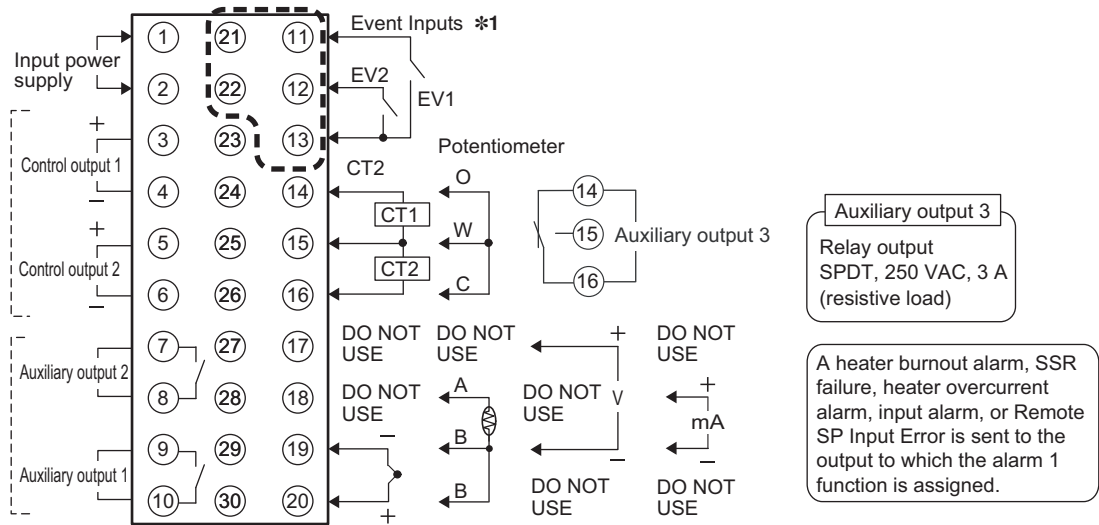 Event Inputs *1
Input power
supply
1 21 11
2 22 12
EV2
EV1
+
Control output 1
−
3 23 13
4 24 14
CT2
Potentiometer
O
CT1
W
CT2
C
+
Control output 2
−
5 25 15
6 26 16
14
15 Auxiliary output 3
16
Auxiliary output 3
Relay output
SPDT, 250 VAC, 3 A
(resistive load)
Auxiliary output 2
7 27 17
8 28 18
Auxiliary output 1
9 29 19
10 30 20
−
+
DO NOT
USE
DO NOT
USE
DO NOT
USE
A
B
B
+
V
−
DO NOT
USE
DO NOT
USE
DO NOT
USE
+
mA
−
DO NOT
USE
A heater burnout alarm, SSR
failure, heater overcurrent
alarm, input alarm, or Remote
SP Input Error is sent to the
output to which the alarm 1
function is assigned.